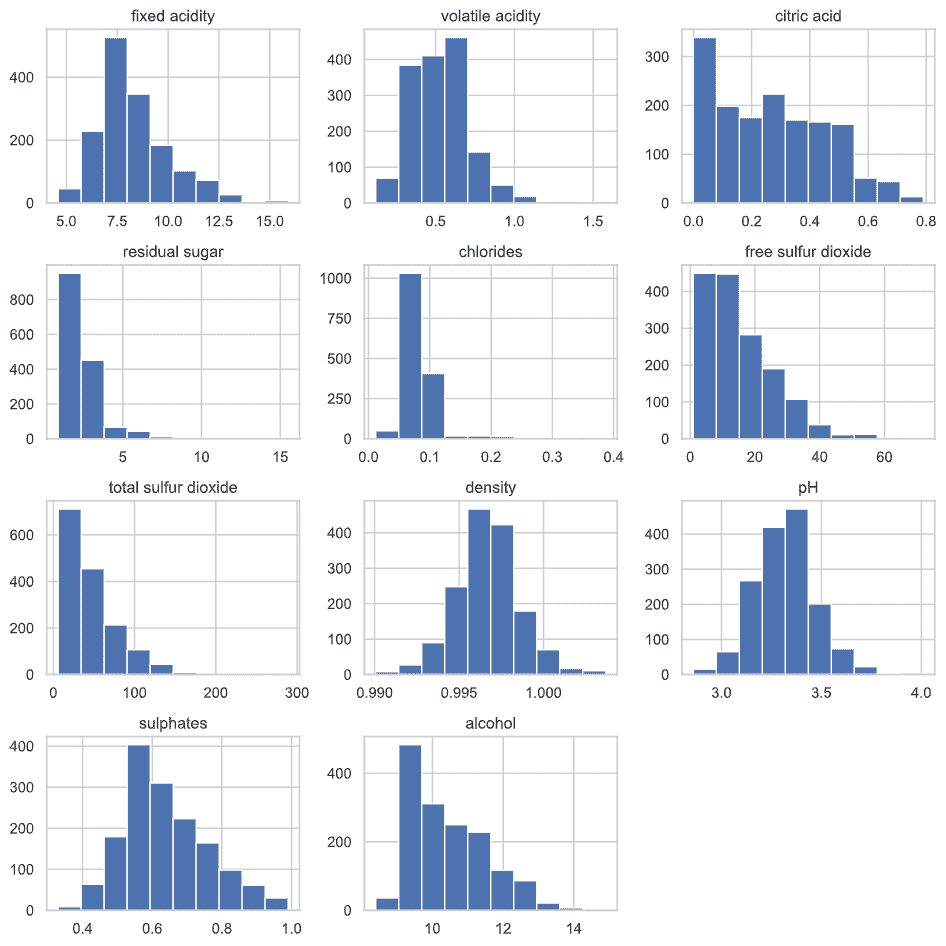 fixed acidity
400
200
0
5.0 7.5 10.0 12.5 15.0
volatile acidity
400
300
200
100
0
0.5 1.0 1.5
citric acid
300
200
100
0
0.0 0.2 0.4 0.6 0.8
residual sugar
800
600
400
200
0
5 10 15
chlorides
1000
750
500
250
0
0.0 0.1 0.2 0.3 0.4
free sulfur dioxide
400
300
200
100
0
0 20 40 60
total sulfur dioxide
600
400
200
0
0 100 200 300
density
400
300
200
100
0
0.990 0.995 1.000
pH
400
300
200
100
0
3.0 3.5 4.0
sulphates
400
300
200
100
0
0.4 0.6 0.8 1.0
alcohol
400
200
0
10 12 14